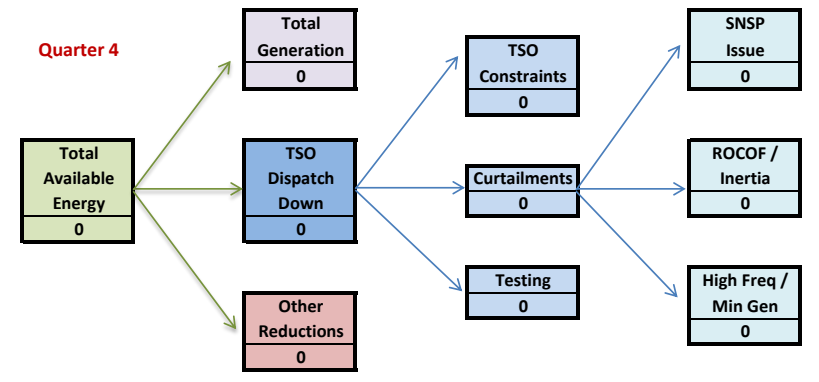 Quarter 4
Total
Available
Energy
0
Total
Generation
0
TSO
Dispatch
Down
0
Other
Reductions
0
TSO
Constraints
0
Curtailments
0
Testing
0
SNSP
Issue
0
ROCOF /
Inertia
0
High Freq /
Min Gen
0